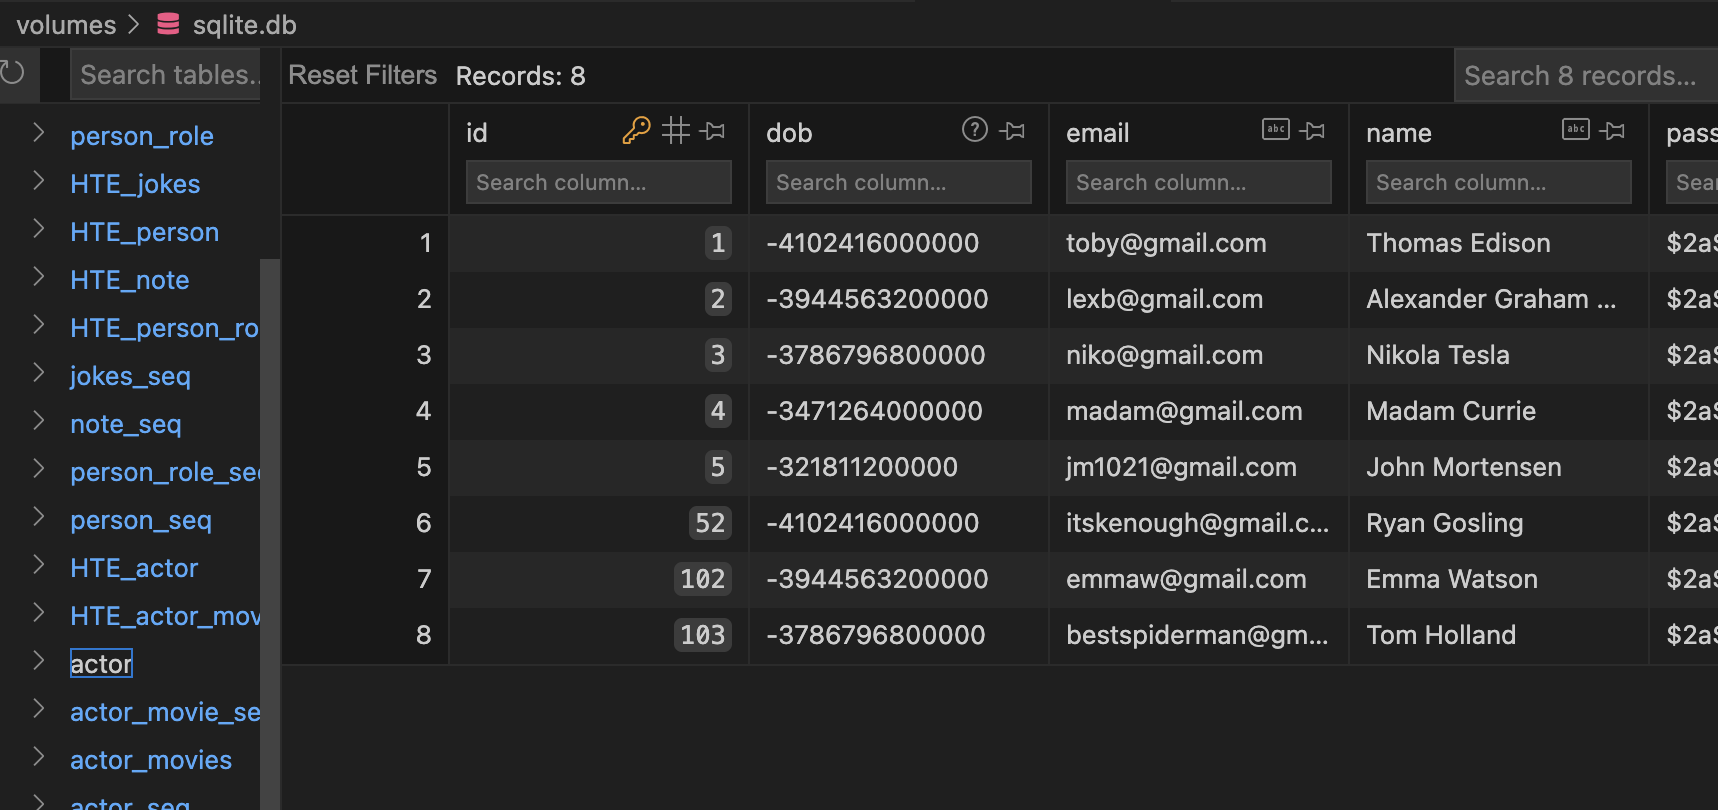 volumes > sqlite.db
Search tables..
Reset Filters Records: 8
Search 8 records...
person_role
HTE_jokes
HTE_person
HTE_note
HTE_person_ro
jokes_seq
note_seq
person_role_se
person_seq
HTE_actor
HTE_actor_mov
actor
actor_movie_se
actor_movies
actor_seq
id dob email name pass
Search column... Search column... Search column... Search column... Sear
1 1 -4102416000000 toby@gmail.com Thomas Edison $2a$
2 2 -3944563200000 lexb@gmail.com Alexander Graham ... $2a$
3 3 -3786796800000 niko@gmail.com Nikola Tesla $2a$
4 4 -3471264000000 madam@gmail.com Madam Currie $2a$
5 5 -321811200000 jm1021@gmail.com John Mortensen $2a$
6 52 -4102416000000 itskenough@gmail.c... Ryan Gosling $2a$
7 102 -3944563200000 emmaw@gmail.com Emma Watson $2a$
8 103 -3786796800000 bestspiderman@gm... Tom Holland $2a$